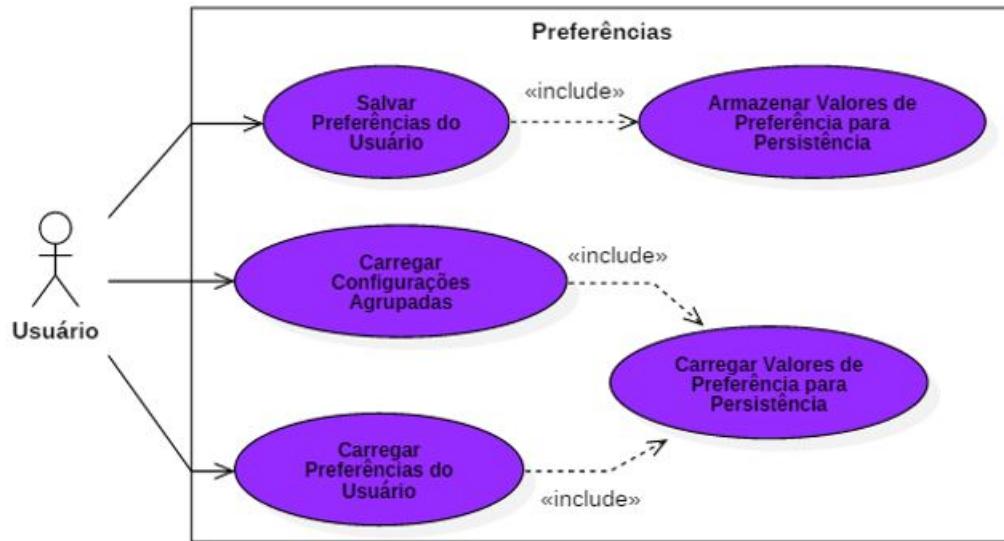 Preferências
Salvar
Preferências do
Usuário
«include»
Armazenar Valores de
Preferência para
Persistência
Usuário
Carregar
Configurações
Agrupadas
«include»
Carregar Valores de
Preferência para
Persistência
Carregar
Preferências do
Usuário
«include»